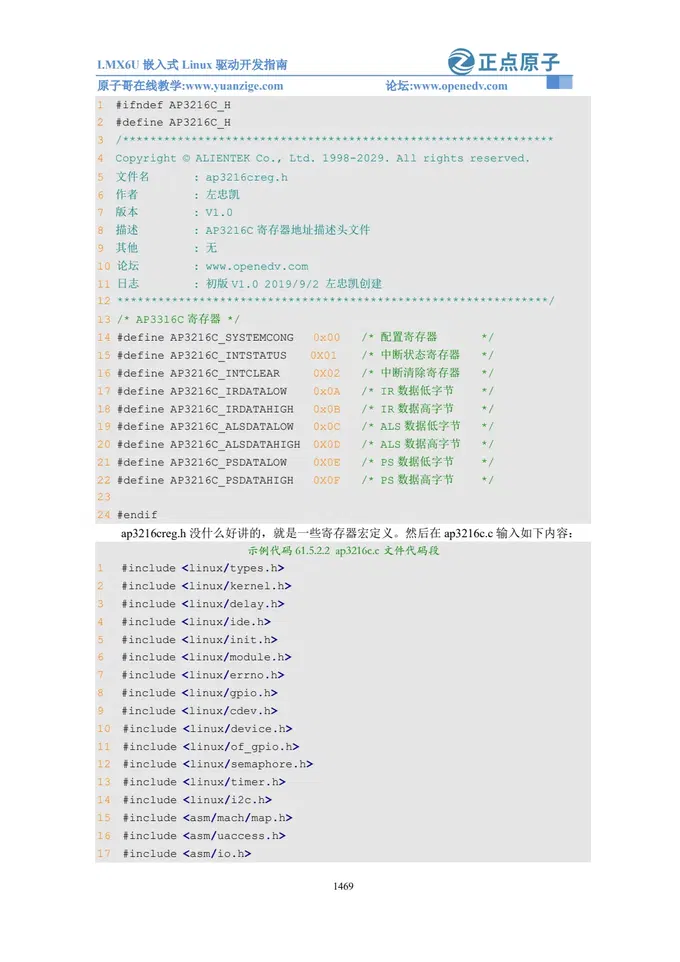 I.MX6U 嵌入式 Linux 驱动开发指南
正点原子
原子哥在线教学:www.yuanzige.com 论坛:www.openedv.com
1 #ifndef AP3216C_H
2 #define AP3216C_H
3 /***************************************************************
4 Copyright © ALIENTEK Co., Ltd. 1998-2029. All rights reserved.
5 文件名 : ap3216creg.h
6 作者 : 左忠凯
7 版本 : V1.0
8 描述 : AP3216C 寄存器地址描述头文件
9 其他 : 无
10 论坛 : www.openedv.com
11 日志 : 初版 V1.0 2019/9/2 左忠凯创建
12 ***************************************************************/
13 /* AP3316C 寄存器 */
14 #define AP3216C_SYSTEMCONG 0x00 /* 配置寄存器 */
15 #define AP3216C_INTSTATUS 0X01 /* 中断状态寄存器 */
16 #define AP3216C_INTCLEAR 0X02 /* 中断清除寄存器 */
17 #define AP3216C_IRDATALOW 0x0A /* IR 数据低字节 */
18 #define AP3216C_IRDATAHIGH 0x0B /* IR 数据高字节 */
19 #define AP3216C_ALSDATALOW 0x0C /* ALS 数据低字节 */
20 #define AP3216C_ALSDATAHIGH 0X0D /* ALS 数据高字节 */
21 #define AP3216C_PSDATALOW 0X0E /* PS 数据低字节 */
22 #define AP3216C_PSDATAHIGH 0X0F /* PS 数据高字节 */
23
24 #endif
ap3216creg.h 没什么好讲的，就是一些寄存器宏定义。然后在 ap3216c.c 输入如下内容：
示例代码 61.5.2.2 ap3216c.c 文件代码段
1 #include <linux/types.h>
2 #include <linux/kernel.h>
3 #include <linux/delay.h>
4 #include <linux/ide.h>
5 #include <linux/init.h>
6 #include <linux/module.h>
7 #include <linux/errno.h>
8 #include <linux/gpio.h>
9 #include <linux/cdev.h>
10 #include <linux/device.h>
11 #include <linux/of_gpio.h>
12 #include <linux/semaphore.h>
13 #include <linux/timer.h>
14 #include <linux/i2c.h>
15 #include <asm/mach/map.h>
16 #include <asm/uaccess.h>
17 #include <asm/io.h>
1469